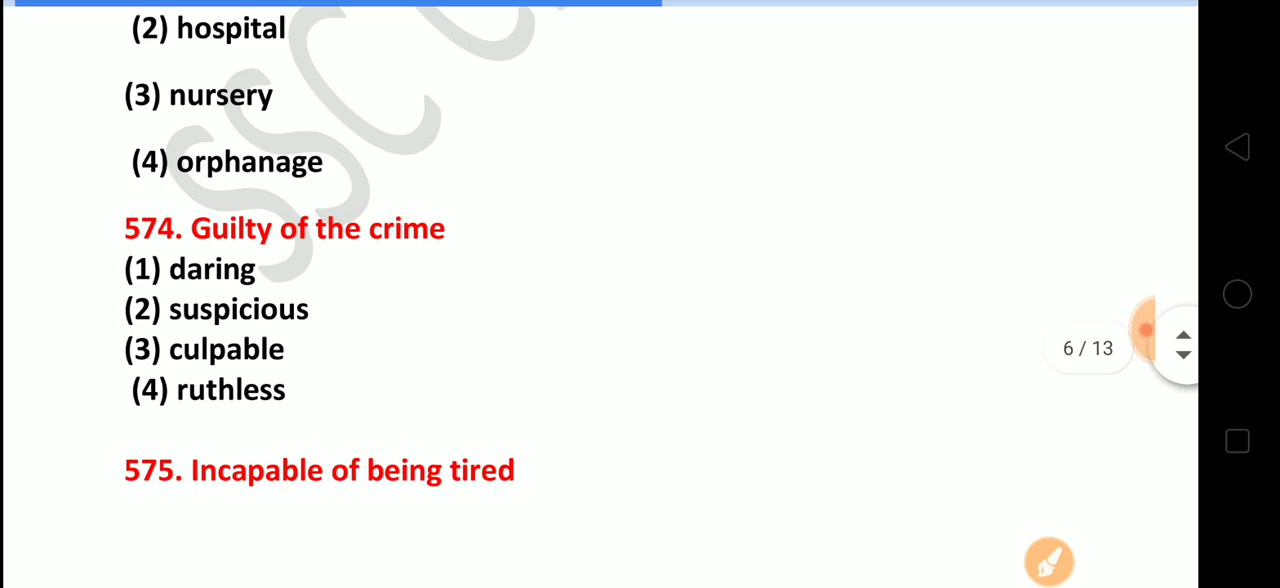 (2) hospital
(3) nursery
(4) orphanage
574. Guilty of the crime
(1) daring
(2) suspicious
(3) culpable
(4) ruthless
6 / 13
575. Incapable of being tired
SSC